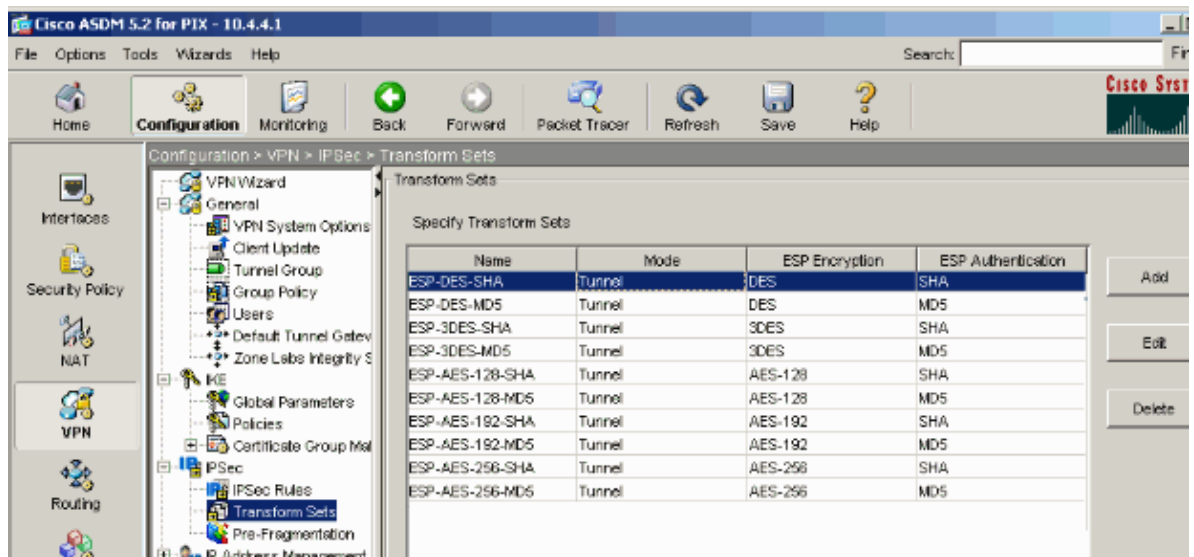 Cisco ASDM 5.2 for PIX - 10.4.4.1
File Options Tools Wizards Help Search:
Home Configuration Monitoring Back Forward Packet Tracer Refresh Save Help
Cisco Syst
Configuration > VPN > IPSec > Transform Sets
Interfaces
Security Policy
NAT
VPN
Routing
VPN Wizard
General
VPN System Options
Client Update
Tunnel Group
Group Policy
Users
Default Tunnel Gatev
Zone Labs Integrity S
IKE
Global Parameters
Policies
Certificate Group Mat
IPSec
IPSec Rules
Transform Sets
Pre-Fragmentation
IP Address Management
Transform Sets
Specify Transform Sets
Name Mode ESP Encryption ESP Authentication
ESP-DES-SHA Tunnel DES SHA
ESP-DES-MD5 Tunnel DES MD5
ESP-3DES-SHA Tunnel 3DES SHA
ESP-3DES-MD5 Tunnel 3DES MD5
ESP-AES-128-SHA Tunnel AES-128 SHA
ESP-AES-128-MD5 Tunnel AES-128 MD5
ESP-AES-192-SHA Tunnel AES-192 SHA
ESP-AES-192-MD5 Tunnel AES-192 MD5
ESP-AES-256-SHA Tunnel AES-256 SHA
ESP-AES-256-MD5 Tunnel AES-256 MD5
Add
Edit
Delete